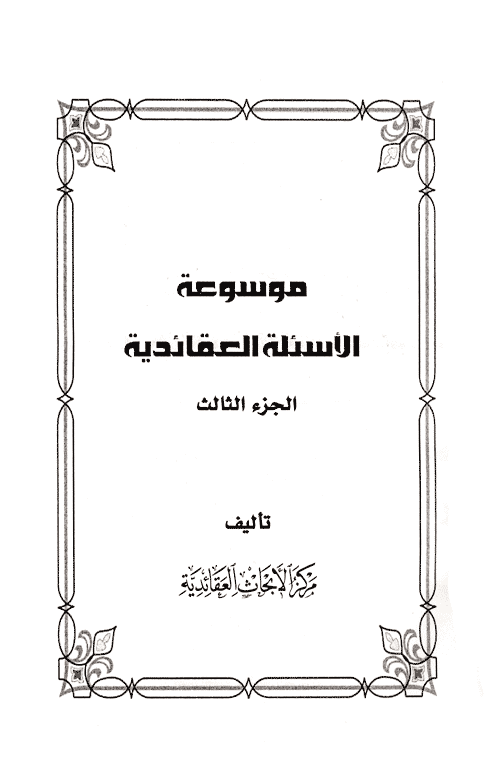 موسوعة
الأسئلة العقائدية
الجزء الثالث
تأليف
مركز الأبحاث العقائدية